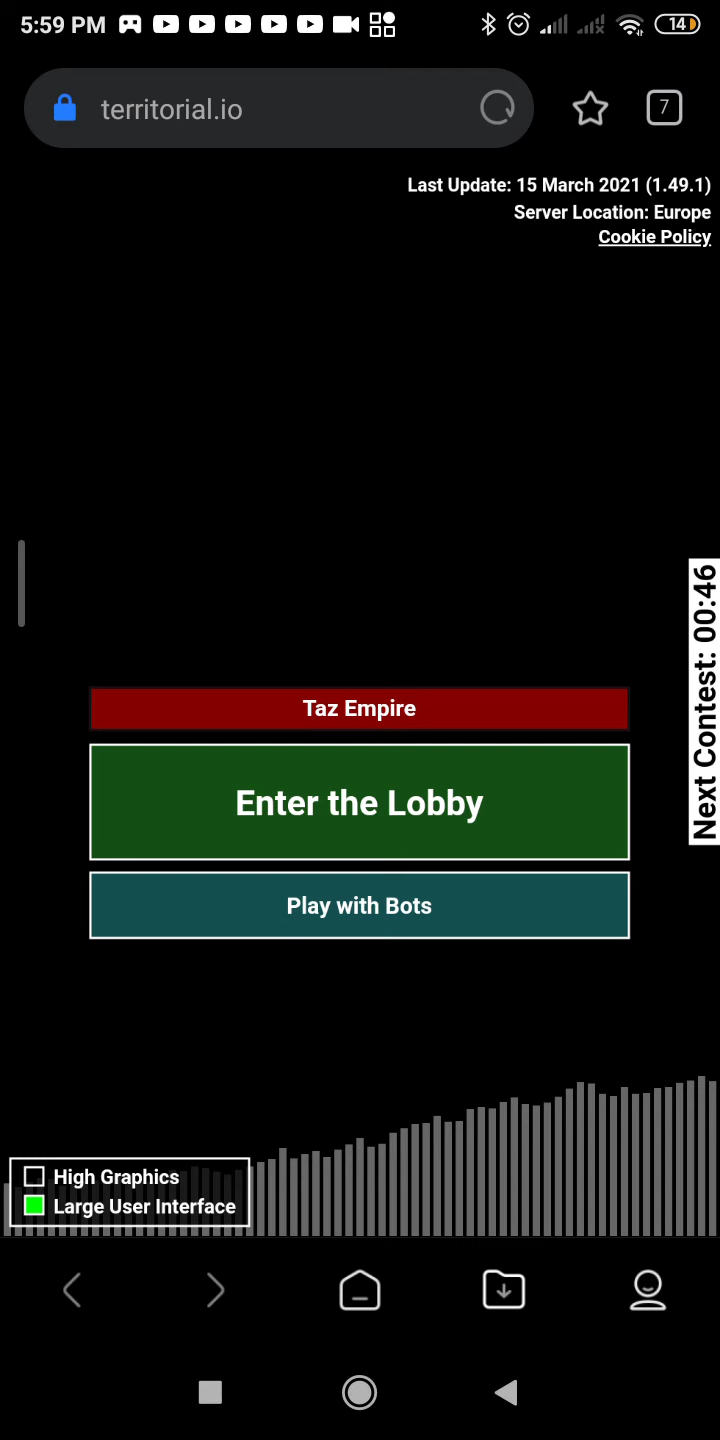 5:59 PM
14
territorial.io
7
Last Update: 15 March 2021 (1.49.1)
Server Location: Europe
Cookie Policy
Next Contest: 00:46
Taz Empire
Enter the Lobby
Play with Bots
High Graphics
Large User Interface